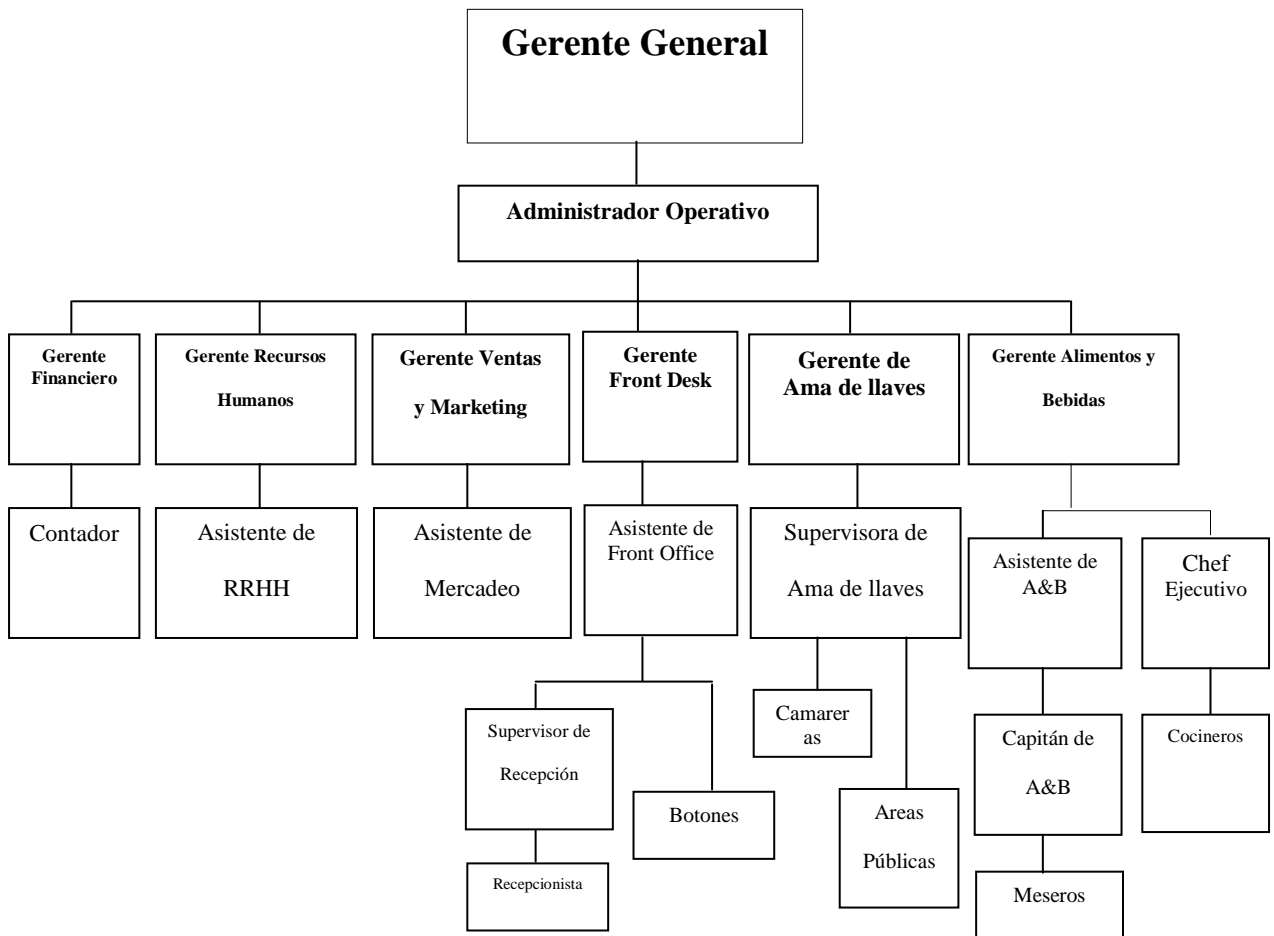 Gerente General
Administrador Operativo
Gerente
Financiero
Gerente Recursos
Humanos
Gerente Ventas
y Marketing
Gerente
Front Desk
Gerente de
Ama de llaves
Gerente Alimentos y
Bebidas
Contador
Asistente de
RRHH
Asistente de
Mercadeo
Asistente de
Front Office
Supervisora de
Ama de llaves
Asistente de
A&B
Chef
Ejecutivo
Supervisor de
Recepción
Botones
Camarer
as
Areas
Públicas
Capitán de
A&B
Cocineros
Recepcionista
Meseros